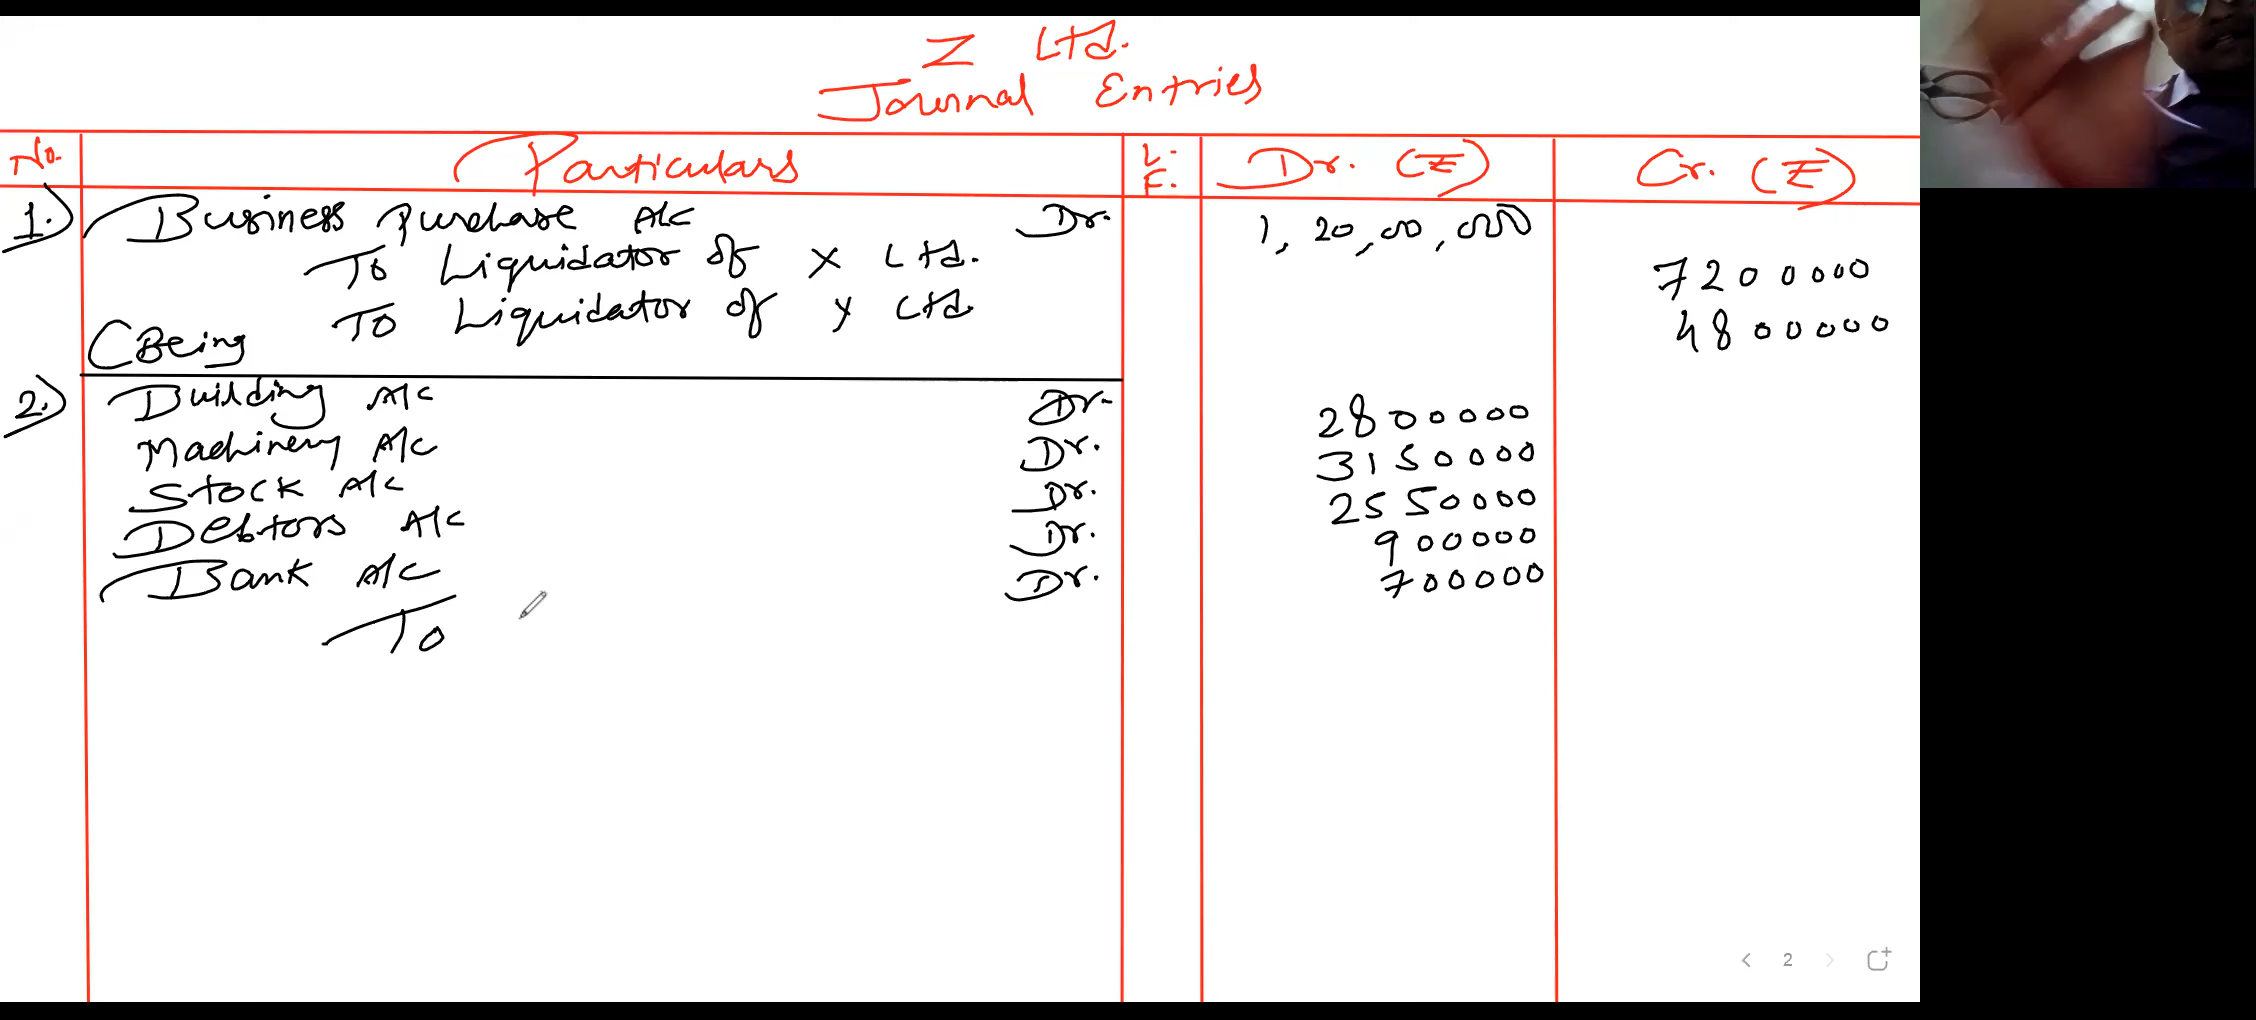 Z Ltd.
Journal Entries
No. Particulars L.F. Dr. (₹) Cr. (₹)
1.) Business Purchase A/c Dr. 1,20,00,000
To Liquidator of X Ltd. 7200000
To Liquidator of Y Ltd. 4800000
(Being
2.) Building A/c Dr. 2800000
Machinery A/c Dr. 3150000
Stock A/c Dr. 2550000
Debtors A/c Dr. 900000
Bank A/c Dr. 700000
To
2